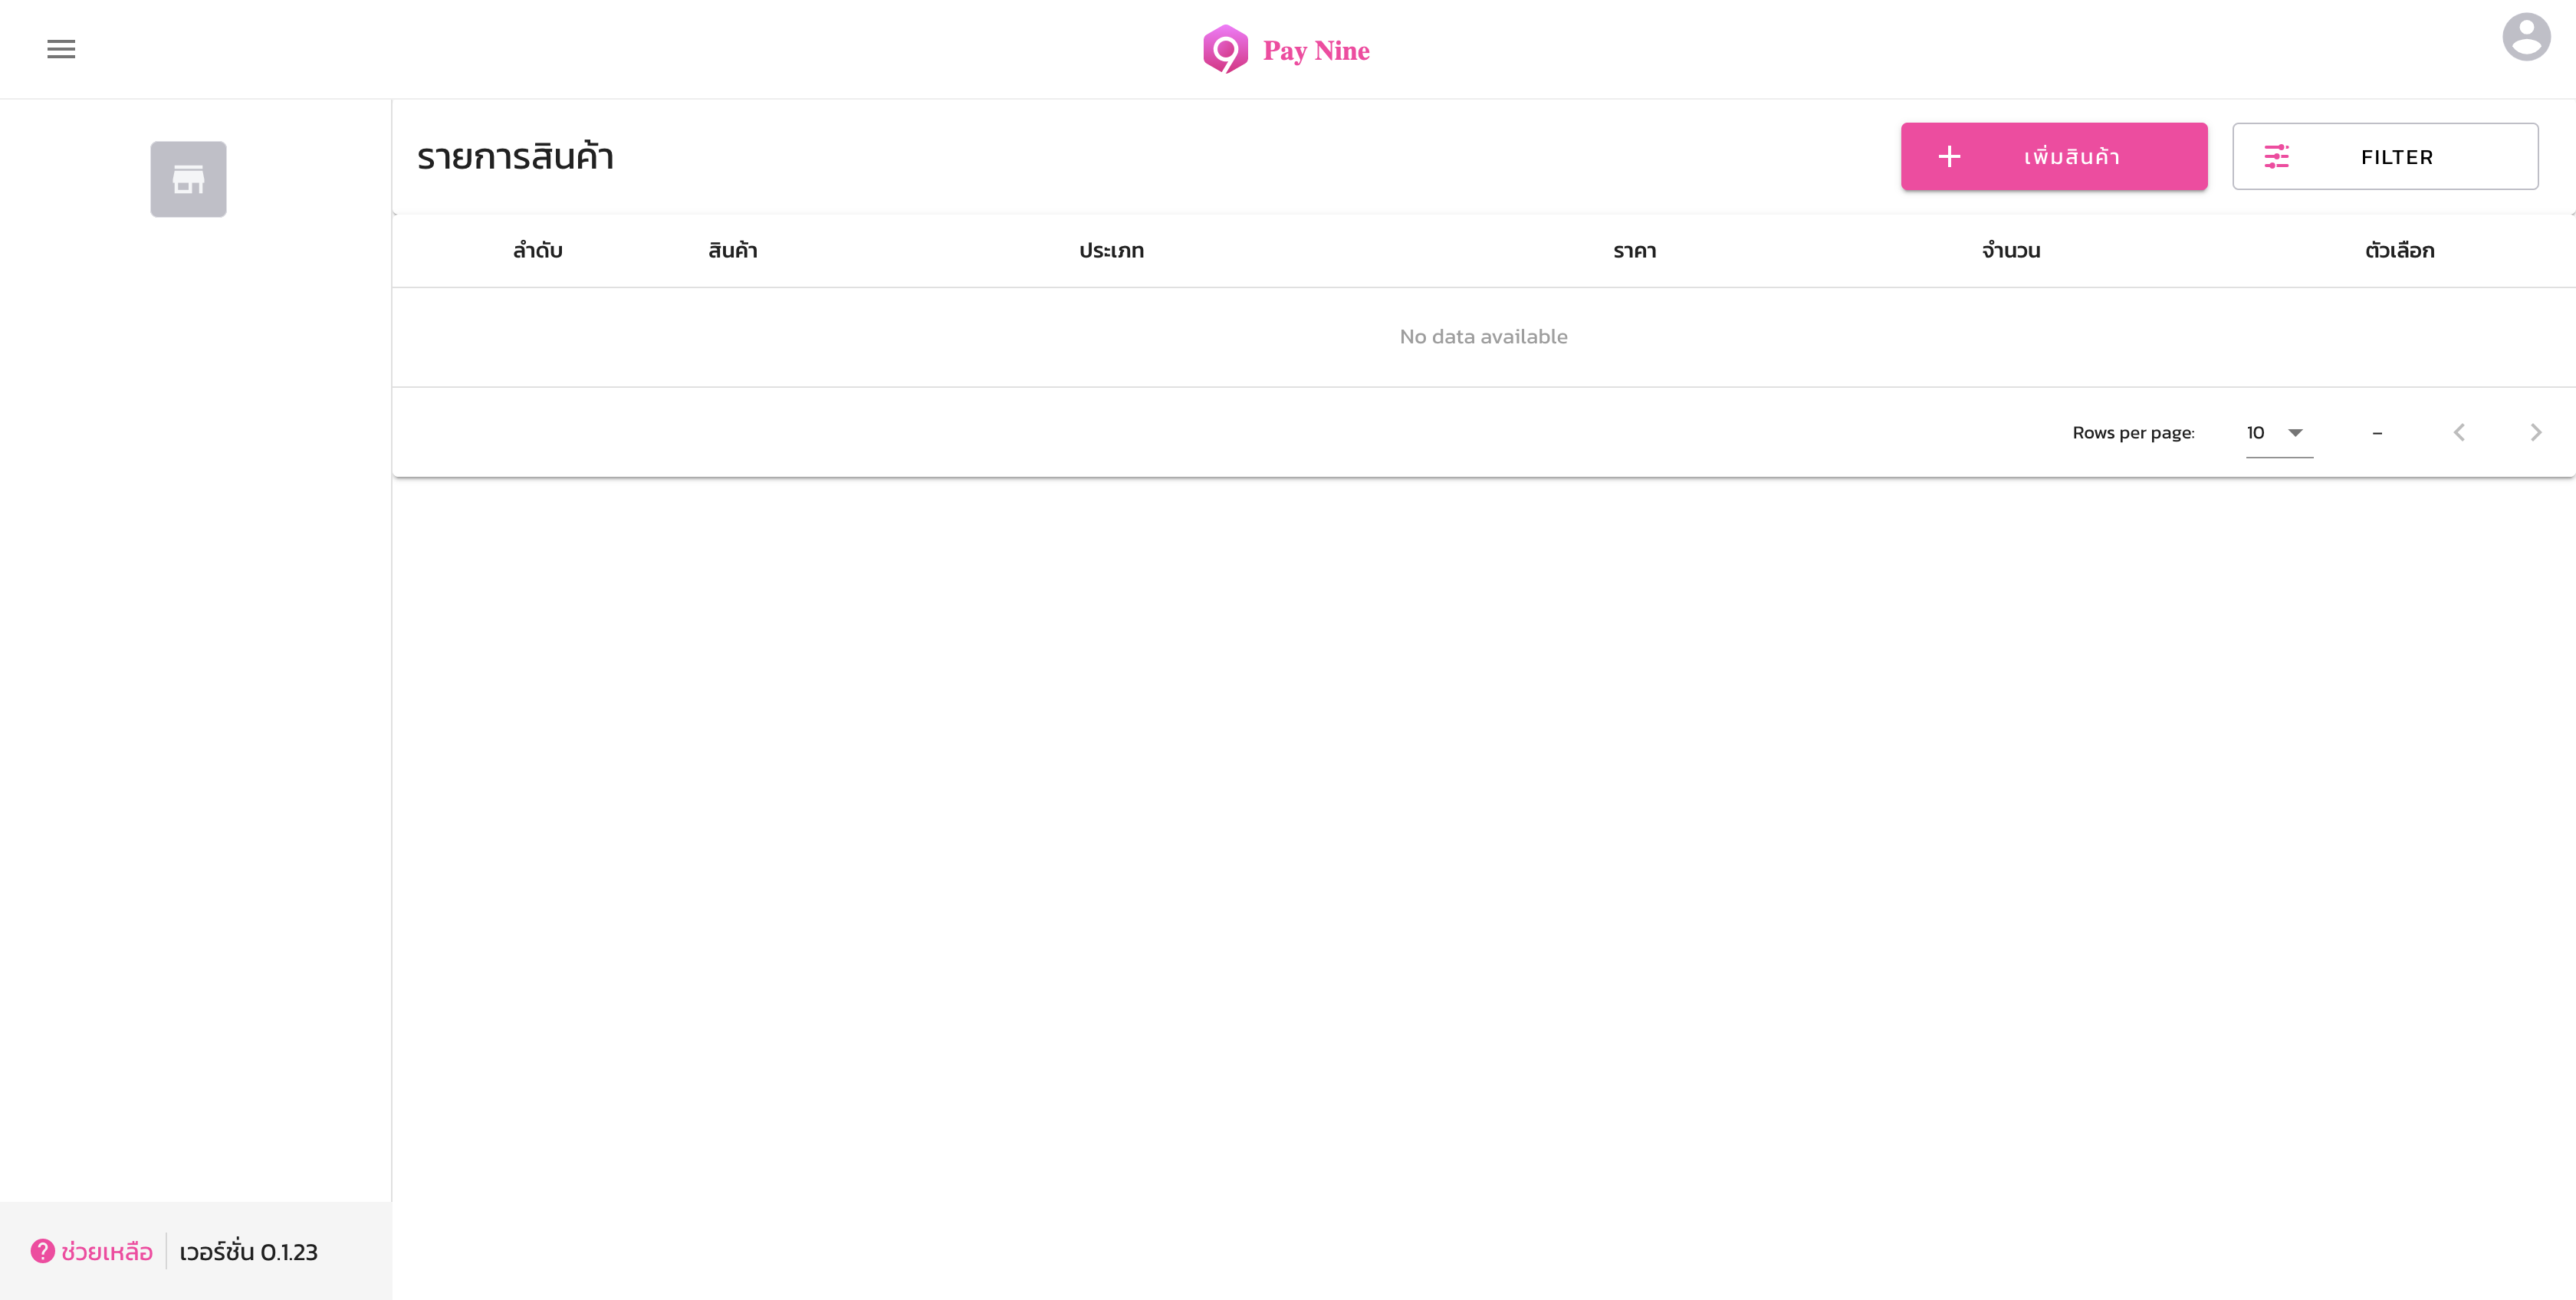 Pay Nine
รายการสินค้า
เพิ่มสินค้า
FILTER
ลำดับ สินค้า ประเภท ราคา จำนวน ตัวเลือก
No data available
Rows per page: 10 –
ช่วยเหลือ เวอร์ชั่น 0.1.23